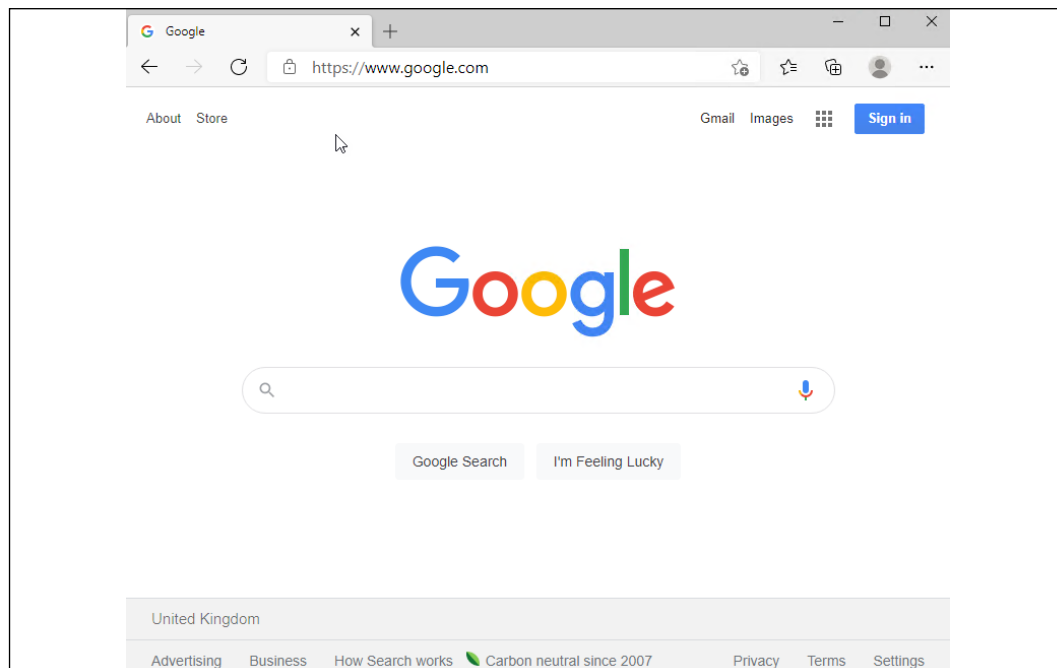 Google
https://www.google.com
About Store Gmail Images Sign in
Google
Google Search I'm Feeling Lucky
United Kingdom
Advertising Business How Search works Carbon neutral since 2007 Privacy Terms Settings